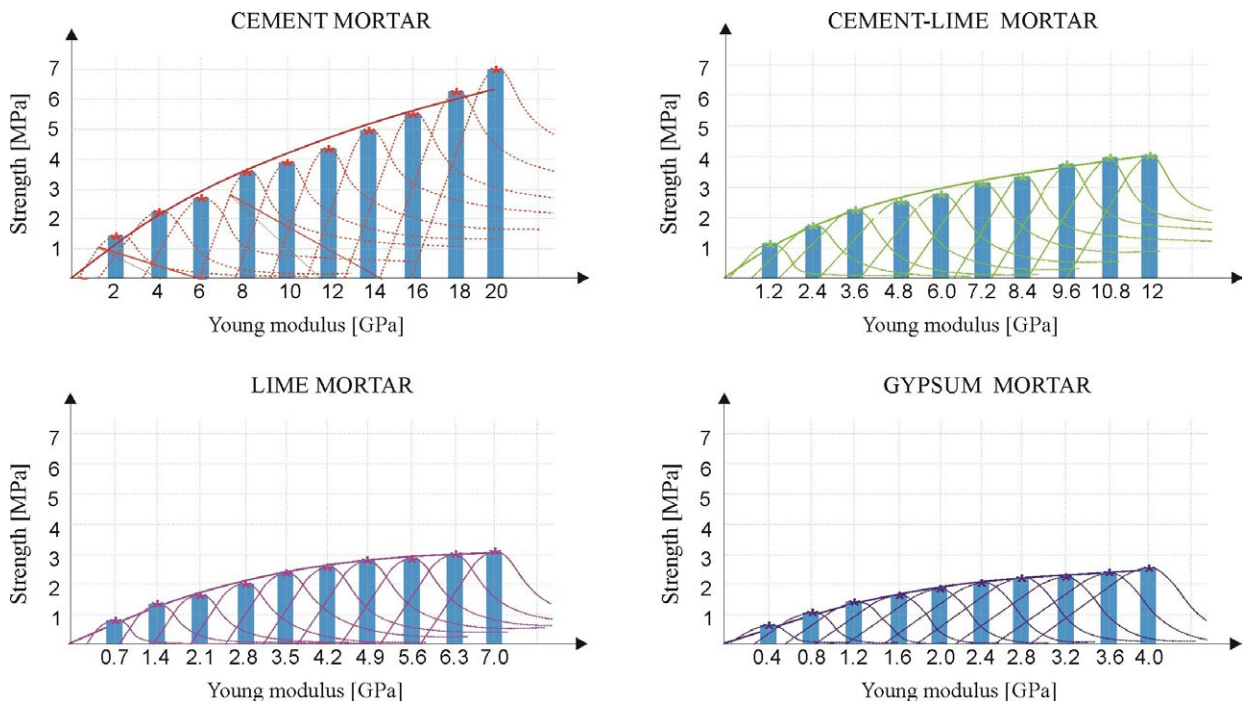 CEMENT MORTAR
Strength [MPa]
7
6
5
4
3
2
1
2 4 6 8 10 12 14 16 18 20
Young modulus [GPa]
CEMENT-LIME MORTAR
Strength [MPa]
7
6
5
4
3
2
1
1.2 2.4 3.6 4.8 6.0 7.2 8.4 9.6 10.8 12
Young modulus [GPa]
LIME MORTAR
Strength [MPa]
7
6
5
4
3
2
1
0.7 1.4 2.1 2.8 3.5 4.2 4.9 5.6 6.3 7.0
Young modulus [GPa]
GYPSUM MORTAR
Strength [MPa]
7
6
5
4
3
2
1
0.4 0.8 1.2 1.6 2.0 2.4 2.8 3.2 3.6 4.0
Young modulus [GPa]